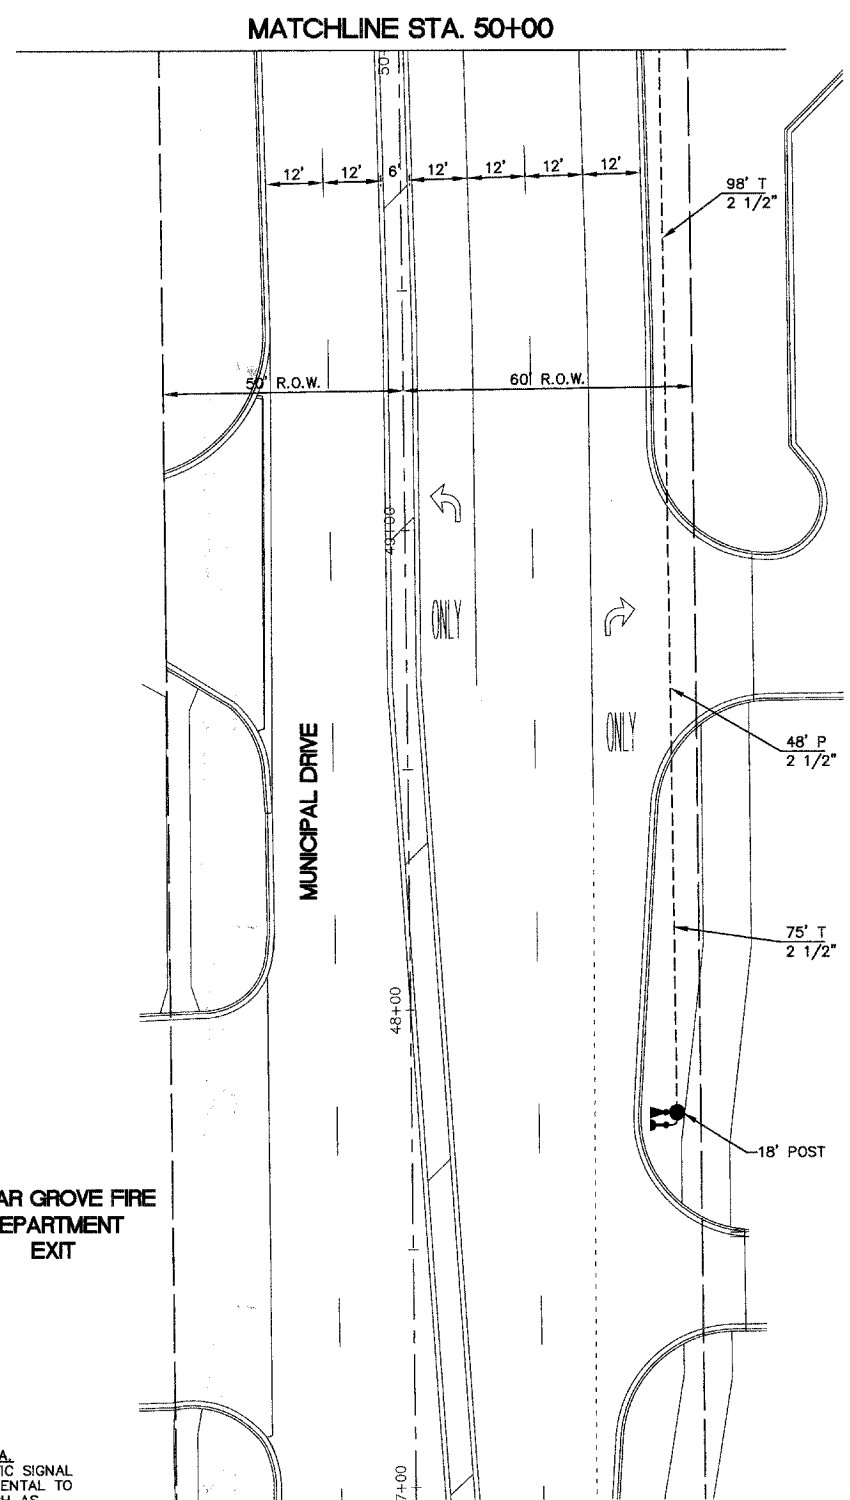 MATCHLINE STA. 50+00
50
12'
12'
6'
12'
12'
12'
12'
98' T
2 1/2"
50' R.O.W.
60' R.O.W.
49+00
ONLY
ONLY
48' P
2 1/2"
MUNICIPAL DRIVE
75' T
2 1/2"
48+00
18' POST
AR GROVE FIRE
EPARTMENT
EXIT
A.
IC SIGNAL
ENTAL TO
H AS
7+00